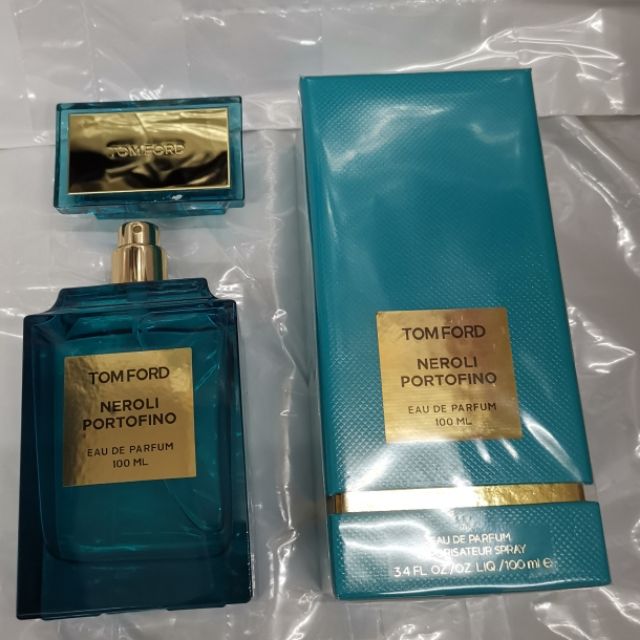 TOM FORD
TOM FORD
NEROLI
PORTOFINO
EAU DE PARFUM
100 ML
TOM FORD
NEROLI
PORTOFINO
EAU DE PARFUM
100 ML
EAU DE PARFUM
VAPORISATEUR SPRAY
3.4 FL OZ/OZ LIQ /100 ml e